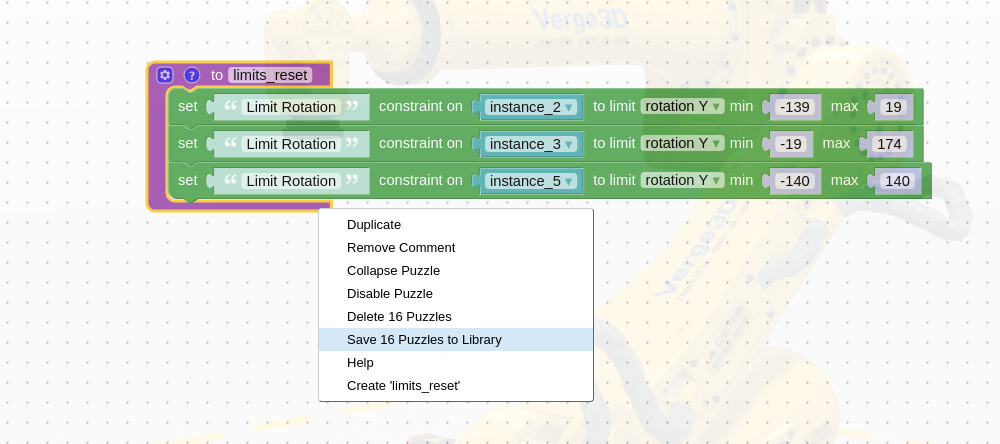 Verge3D
? to limits_reset
set “ Limit Rotation ” constraint on instance_2 ▾ to limit rotation Y ▾ min -139 max 19
set “ Limit Rotation ” constraint on instance_3 ▾ to limit rotation Y ▾ min -19 max 174
set “ Limit Rotation ” constraint on instance_5 ▾ to limit rotation Y ▾ min -140 max 140
Verge3D
Duplicate
Remove Comment
Collapse Puzzle
Disable Puzzle
Delete 16 Puzzles
Save 16 Puzzles to Library
Help
Create 'limits_reset'